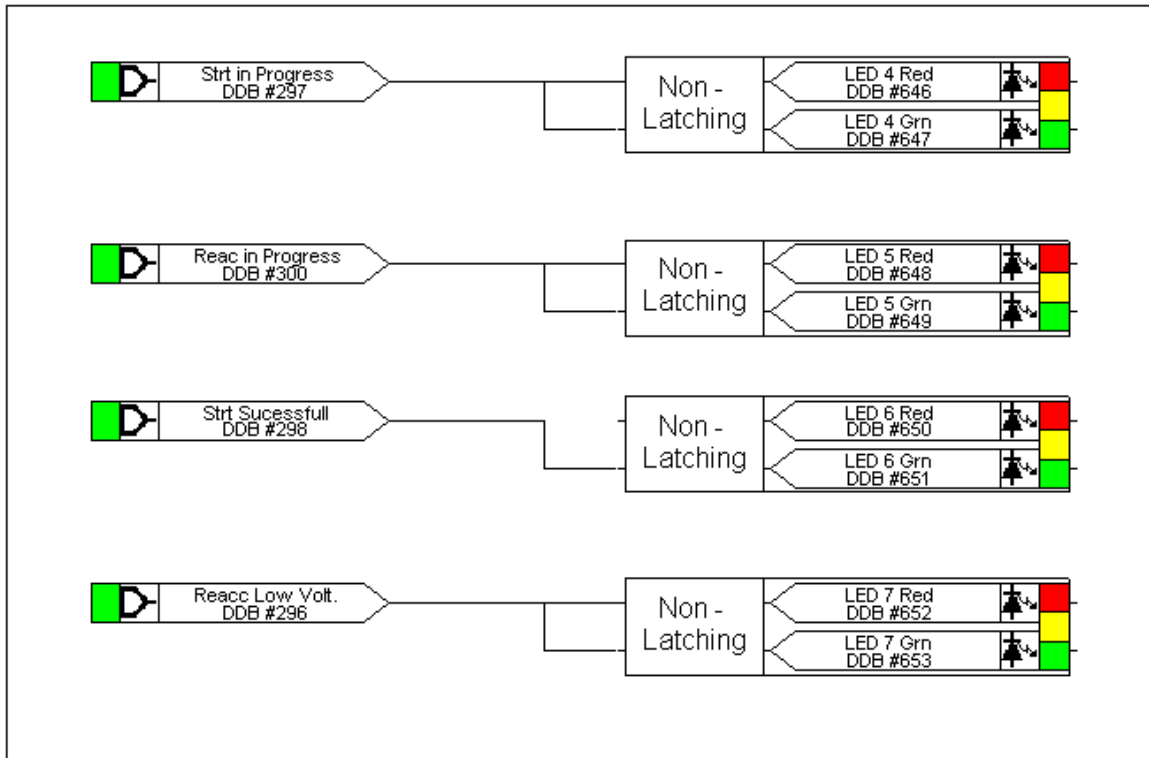 Strt in Progress
DDB #297
Non -
Latching
LED 4 Red
DDB #646
LED 4 Grn
DDB #647
Reac in Progress
DDB #300
Non -
Latching
LED 5 Red
DDB #648
LED 5 Grn
DDB #649
Strt Sucessfull
DDB #298
Non -
Latching
LED 6 Red
DDB #650
LED 6 Grn
DDB #651
Reacc Low Volt.
DDB #296
Non -
Latching
LED 7 Red
DDB #652
LED 7 Grn
DDB #653